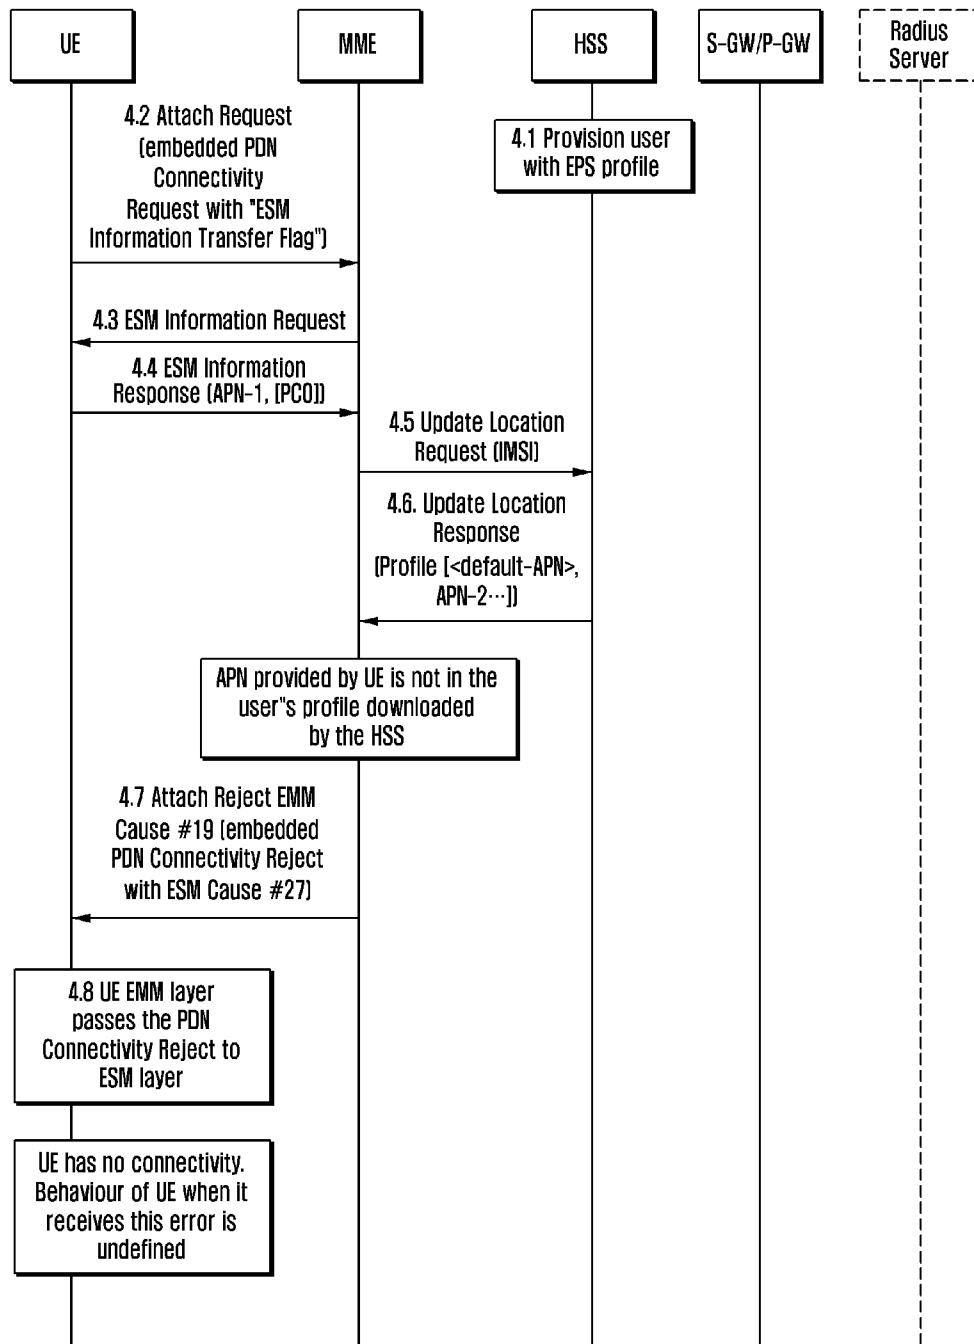 UE
MME
HSS
S-GW/P-GW
Radius
Server
4.1 Provision user
with EPS profile
4.2 Attach Request
(embedded PDN
Connectivity
Request with "ESM
Information Transfer Flag")
4.3 ESM Information Request
4.4 ESM Information
Response (APN-1, [PCO])
4.5 Update Location
Request (IMSI)
4.6. Update Location
Response
(Profile [<default-APN>,
APN-2⋯])
APN provided by UE is not in the
user"s profile downloaded
by the HSS
4.7 Attach Reject EMM
Cause #19 (embedded
PDN Connectivity Reject
with ESM Cause #27)
4.8 UE EMM layer
passes the PDN
Connectivity Reject to
ESM layer
UE has no connectivity.
Behaviour of UE when it
receives this error is
undefined